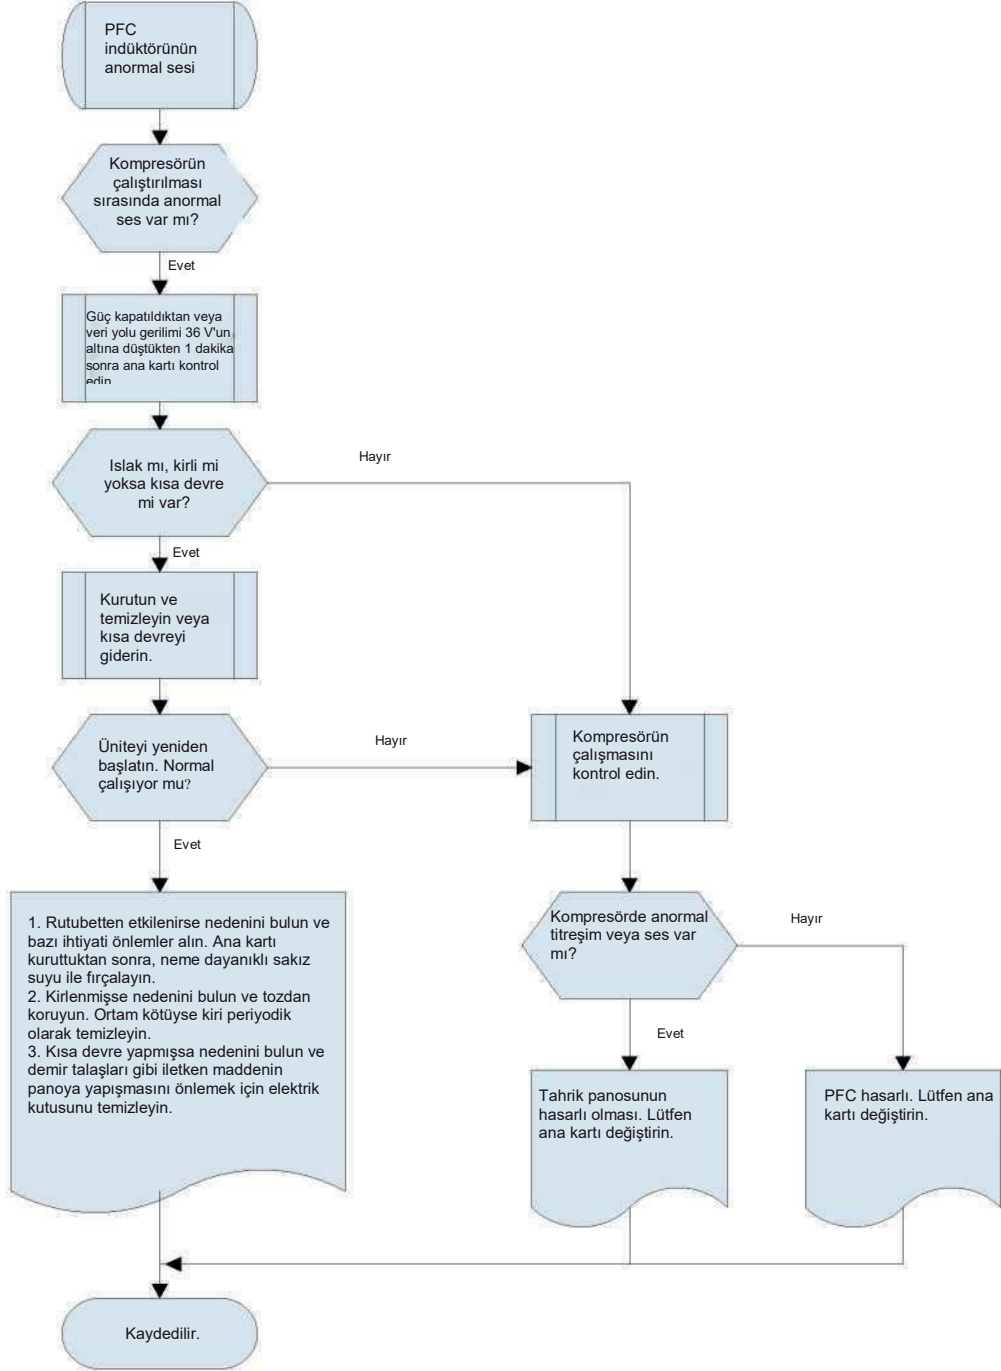 PFC
indüktörünün
anormal sesi
Kompresörün
çalıştırılması
sırasında anormal
ses var mı?
Evet
Güç kapatıldıktan veya
veri yolu gerilimi 36 V'un
altına düştükten 1 dakika
sonra ana kartı kontrol
edin
Islak mı, kirli mi
yoksa kısa devre
mi var?
Hayır
Evet
Kurutun ve
temizleyin veya
kısa devreyi
giderin.
Üniteyi yeniden
başlatın. Normal
çalışıyor mu?
Hayır
Kompresörün
çalışmasını
kontrol edin.
Evet
1. Rutubetten etkilenirse nedenini bulun ve
bazı ihtiyati önlemler alın. Ana kartı
kuruttuktan sonra, neme dayanıklı sakız
suyu ile fırçalayın.
2. Kirlenmişse nedenini bulun ve tozdan
koruyun. Ortam kötüyse kiri periyodik
olarak temizleyin.
3. Kısa devre yapmışsa nedenini bulun ve
demir talaşları gibi iletken maddenin
panoya yapışmasını önlemek için elektrik
kutusunu temizleyin.
Kompresörde anormal
titreşim veya ses var
mı?
Hayır
Evet
Tahrik panosunun
hasarlı olması. Lütfen
ana kartı değiştirin.
PFC hasarlı. Lütfen ana
kartı değiştirin.
Kaydedilir.